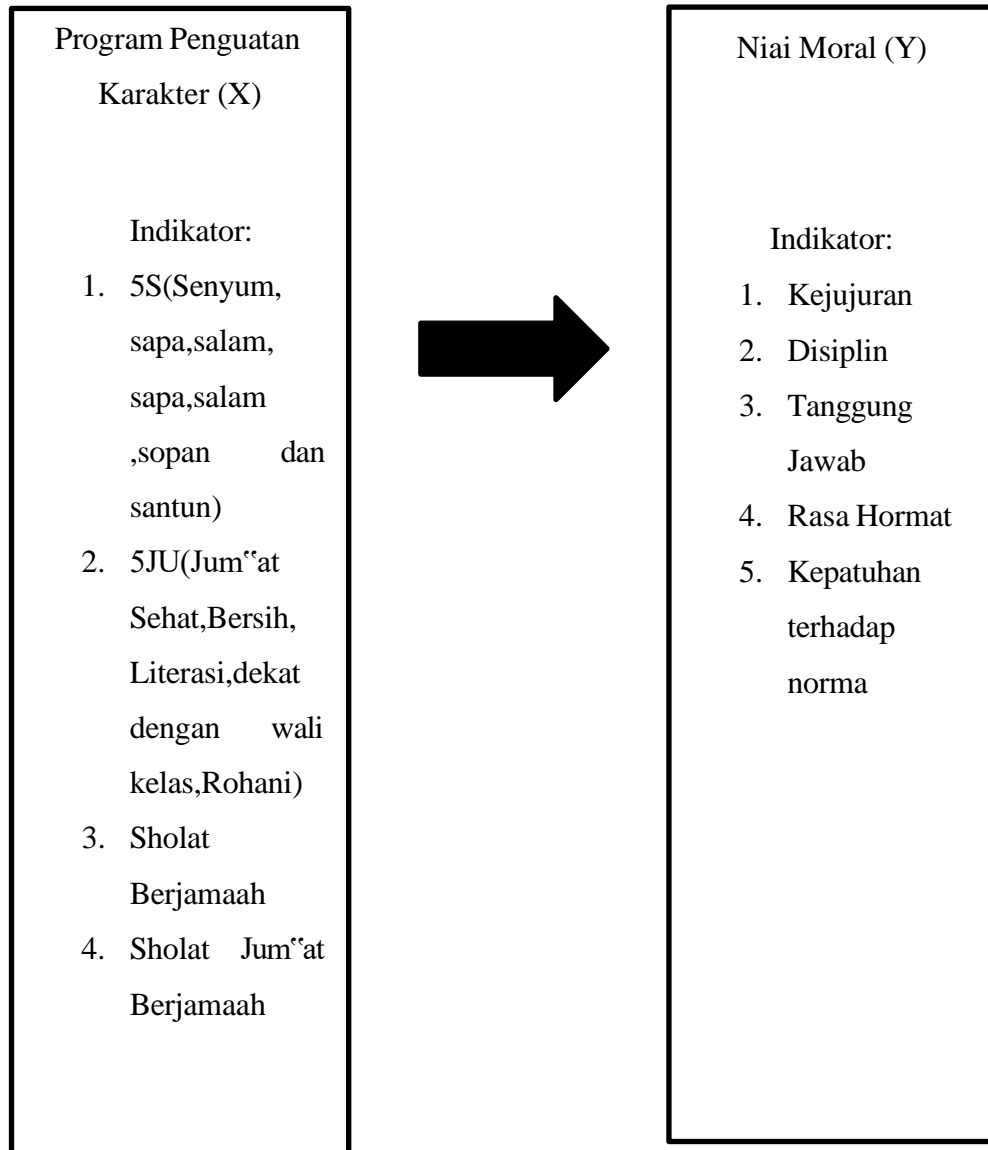 Program Penguatan
Karakter (X)
Indikator:
1. 5S(Senyum,
sapa,salam,
sapa,salam
,sopan dan
santun)
2. 5JU(Jum‟at
Sehat,Bersih,
Literasi,dekat
dengan wali
kelas,Rohani)
3. Sholat
Berjamaah
4. Sholat Jum‟at
Berjamaah
Niai Moral (Y)
Indikator:
1. Kejujuran
2. Disiplin
3. Tanggung
Jawab
4. Rasa Hormat
5. Kepatuhan
terhadap
norma